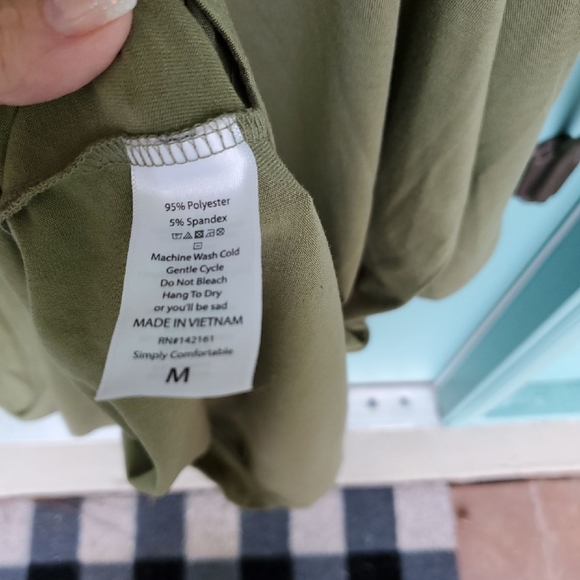 95% Polyester
5% Spandex
Machine Wash Cold
Gentle Cycle
Do Not Bleach
Hang To Dry
or you'll be sad
MADE IN VIETNAM
RN#142161
Simply Comfortable
M